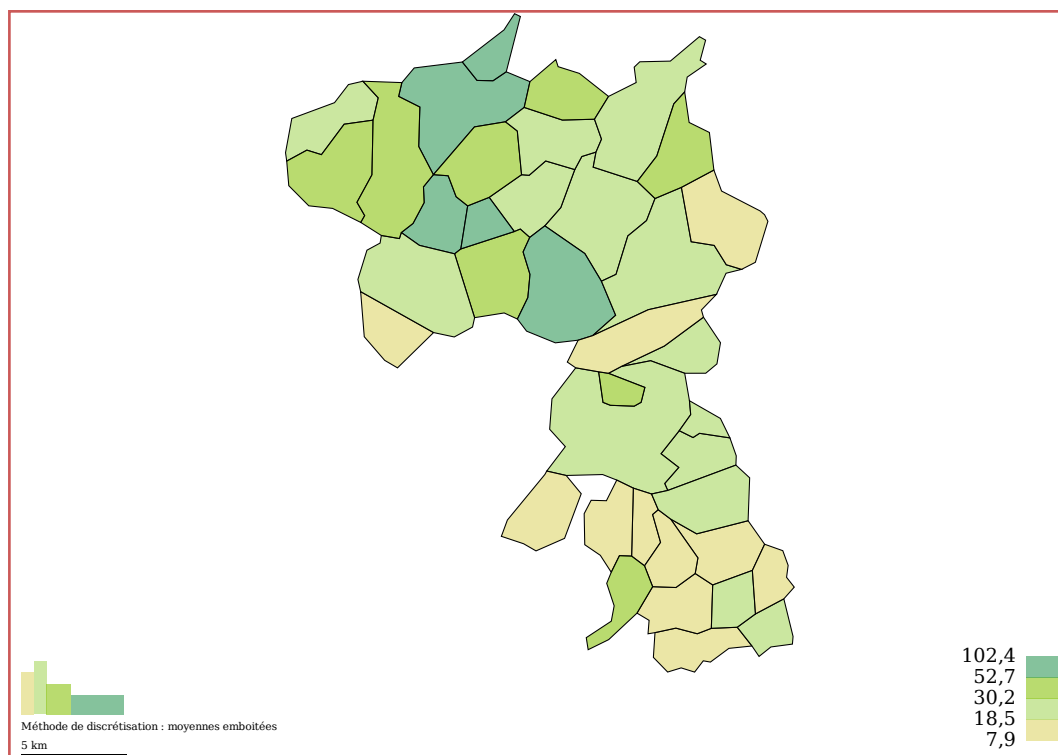 102,4
52,7
30,2
18,5
7,9
Méthode de discrétisation : moyennes emboitées
5 km